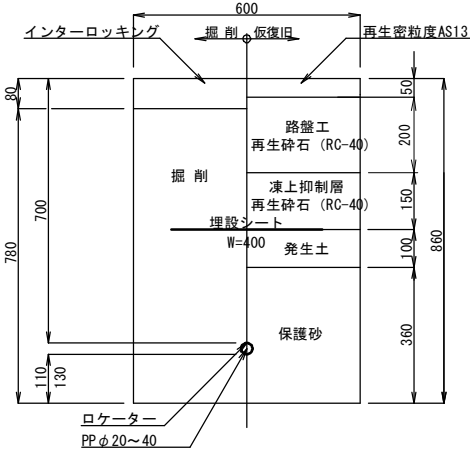 600
インターロッキング
掘 削
仮復旧
再生密粒度AS13
80
50
路盤工
再生砕石 (RC-40)
200
掘 削
凍上抑制層
再生砕石 (RC-40)
150
700
780
860
埋設シート
W=400
発生土
100
保護砂
360
110
130
ロケーター
PPφ20～40